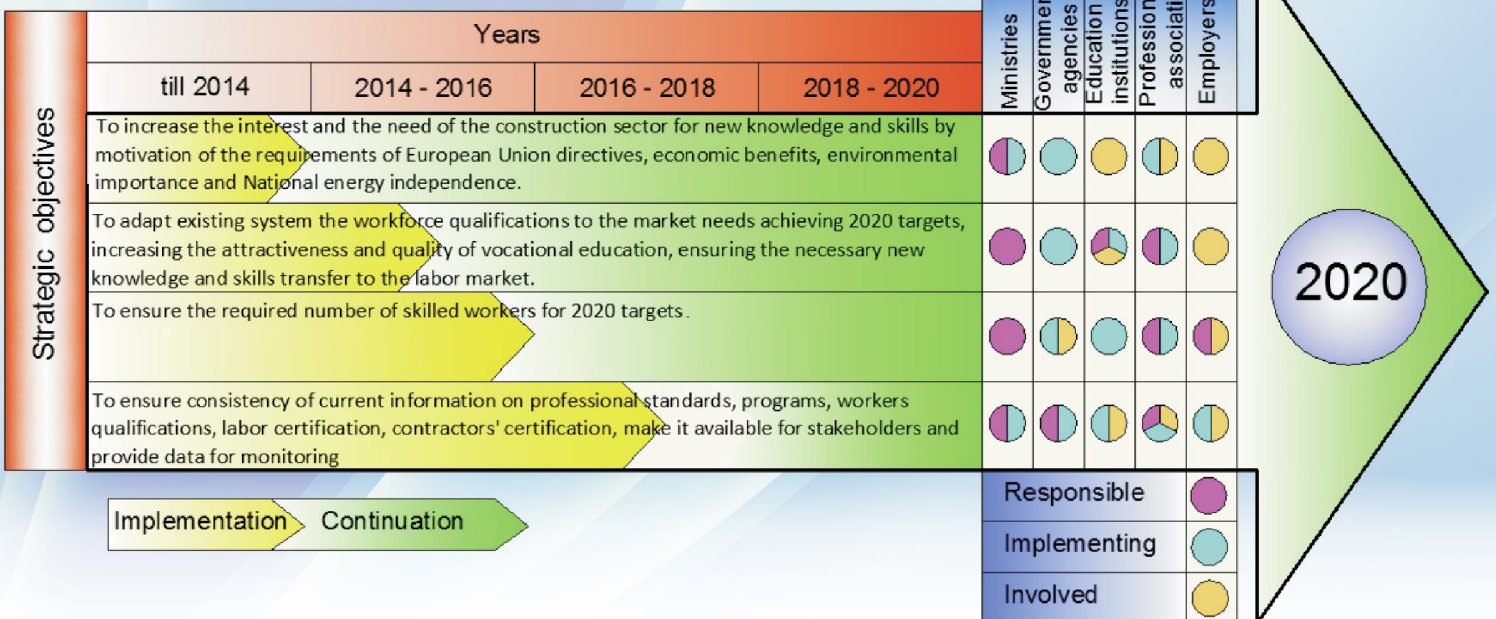 Years
till 2014
2014 - 2016
2016 - 2018
2018 - 2020
Ministries
agencies
Education
institutions
Employers
Strategic objectives
To increase the interest and the need of the construction sector for new knowledge and skills by
motivation of the requirements of European Union directives, economic benefits, environmental
importance and National energy independence.
To adapt existing system the workforce qualifications to the market needs achieving 2020 targets,
increasing the attractiveness and quality of vocational education, ensuring the necessary new
knowledge and skills transfer to the labor market.
To ensure the required number of skilled workers for 2020 targets.
To ensure consistency of current information on professional standards, programs, workers
qualifications, labor certification, contractors' certification, make it available for stakeholders and
provide data for monitoring
2020
Implementation
Continuation
Responsible
Implementing
Involved